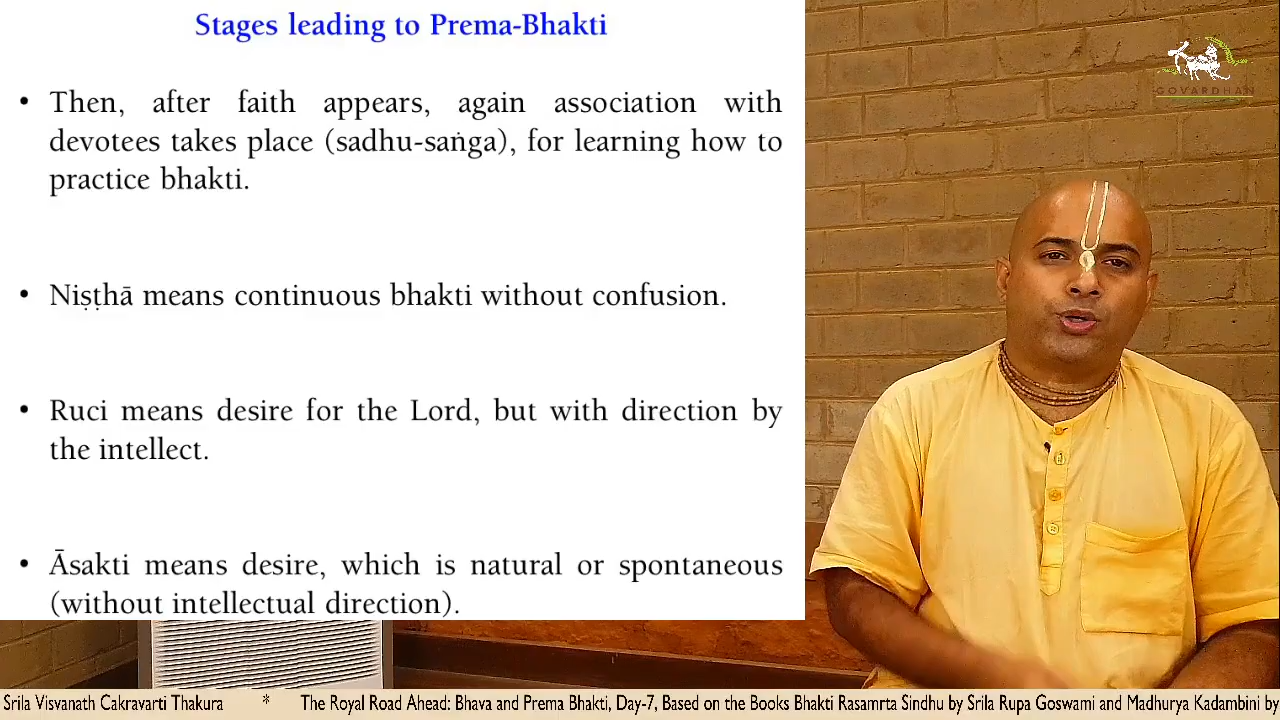 Stages leading to Prema-Bhakti
• Then, after faith appears, again association with
devotees takes place (sadhu-saṅga), for learning how to
practice bhakti.
• Niṣṭhā means continuous bhakti without confusion.
• Ruci means desire for the Lord, but with direction by
the intellect.
• Āsakti means desire, which is natural or spontaneous
(without intellectual direction).
GOVARDHAN
Srila Visvanath Cakravarti Thakura * The Royal Road Ahead: Bhava and Prema Bhakti, Day-7, Based on the Books Bhakti Rasamrta Sindhu by Srila Rupa Goswami and Madhurya Kadambini by